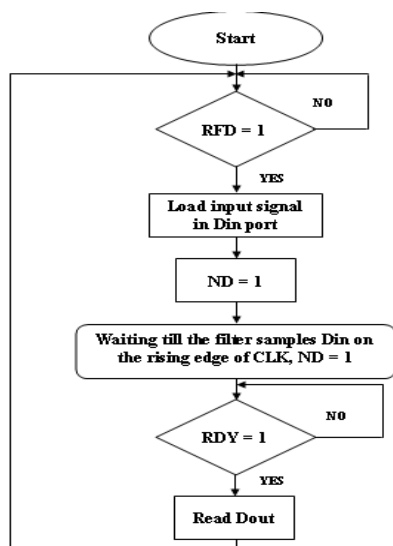 Start
NO
RFD = 1
YES
Load input signal
in Din port
ND = 1
Waiting till the filter samples Din on
the rising edge of CLK, ND = 1
NO
RDY = 1
YES
Read Dout